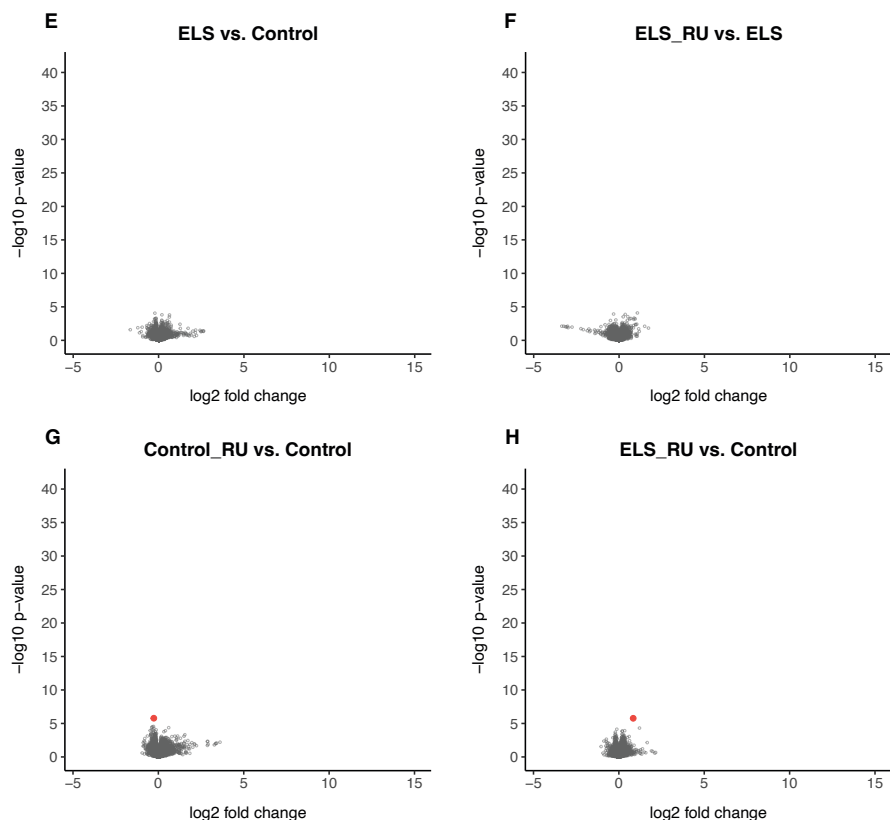 E
ELS vs. Control
40
35
30
25
20
15
10
5
0
−log10 p−value
−5 0 5 10 15
log2 fold change
F
ELS_RU vs. ELS
40
35
30
25
20
15
10
5
0
−log10 p−value
−5 0 5 10 15
log2 fold change
G
Control_RU vs. Control
40
35
30
25
20
15
10
5
0
−log10 p−value
−5 0 5 10 15
log2 fold change
H
ELS_RU vs. Control
40
35
30
25
20
15
10
5
0
−log10 p−value
−5 0 5 10 15
log2 fold change